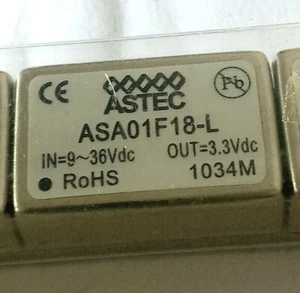 CE Pb
ASTEC
ASA01F18-L
IN=9~36Vdc OUT=3.3Vdc
RoHS 1034M